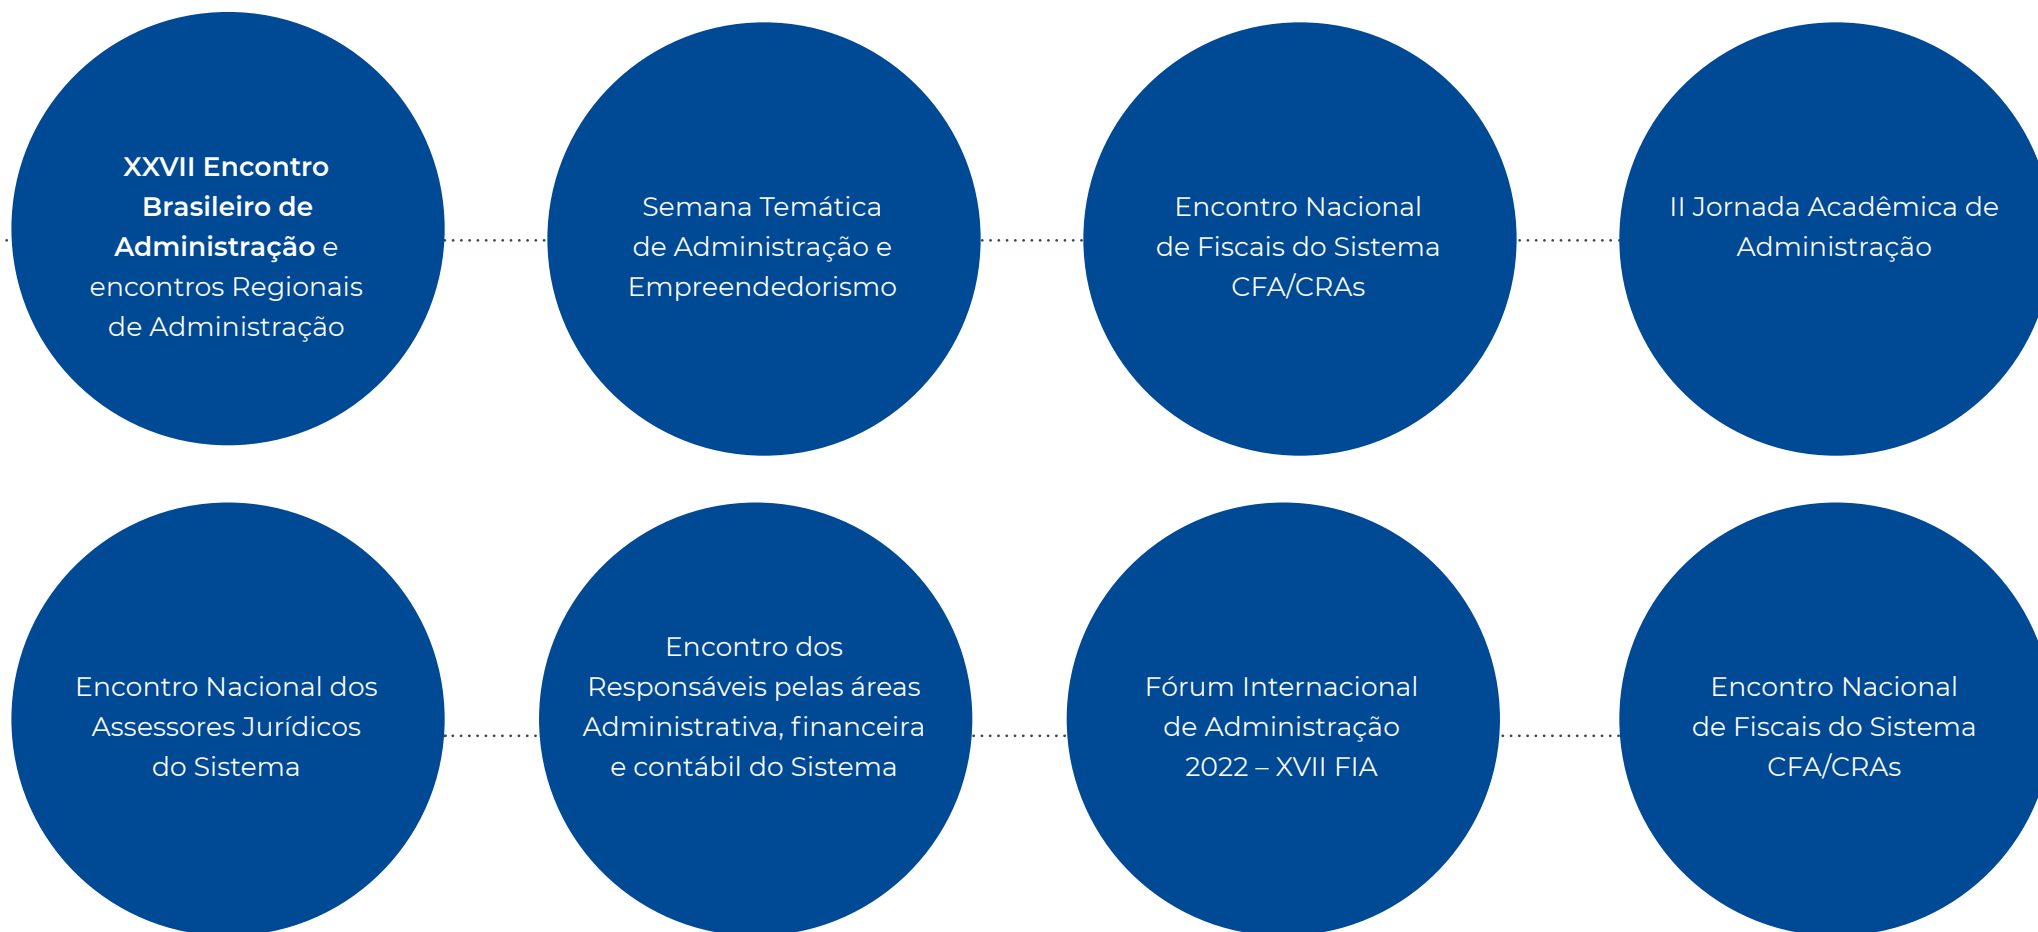 XXVII Encontro
Brasileiro de
Administração e
encontros Regionais
de Administração
Semana Temática
de Administração e
Empreendedorismo
Encontro Nacional
de Fiscais do Sistema
CFA/CRAs
II Jornada Acadêmica de
Administração
Encontro Nacional dos
Assessores Jurídicos
do Sistema
Encontro dos
Responsáveis pelas áreas
Administrativa, financeira
e contábil do Sistema
Fórum Internacional
de Administração
2022 – XVII FIA
Encontro Nacional
de Fiscais do Sistema
CFA/CRAs